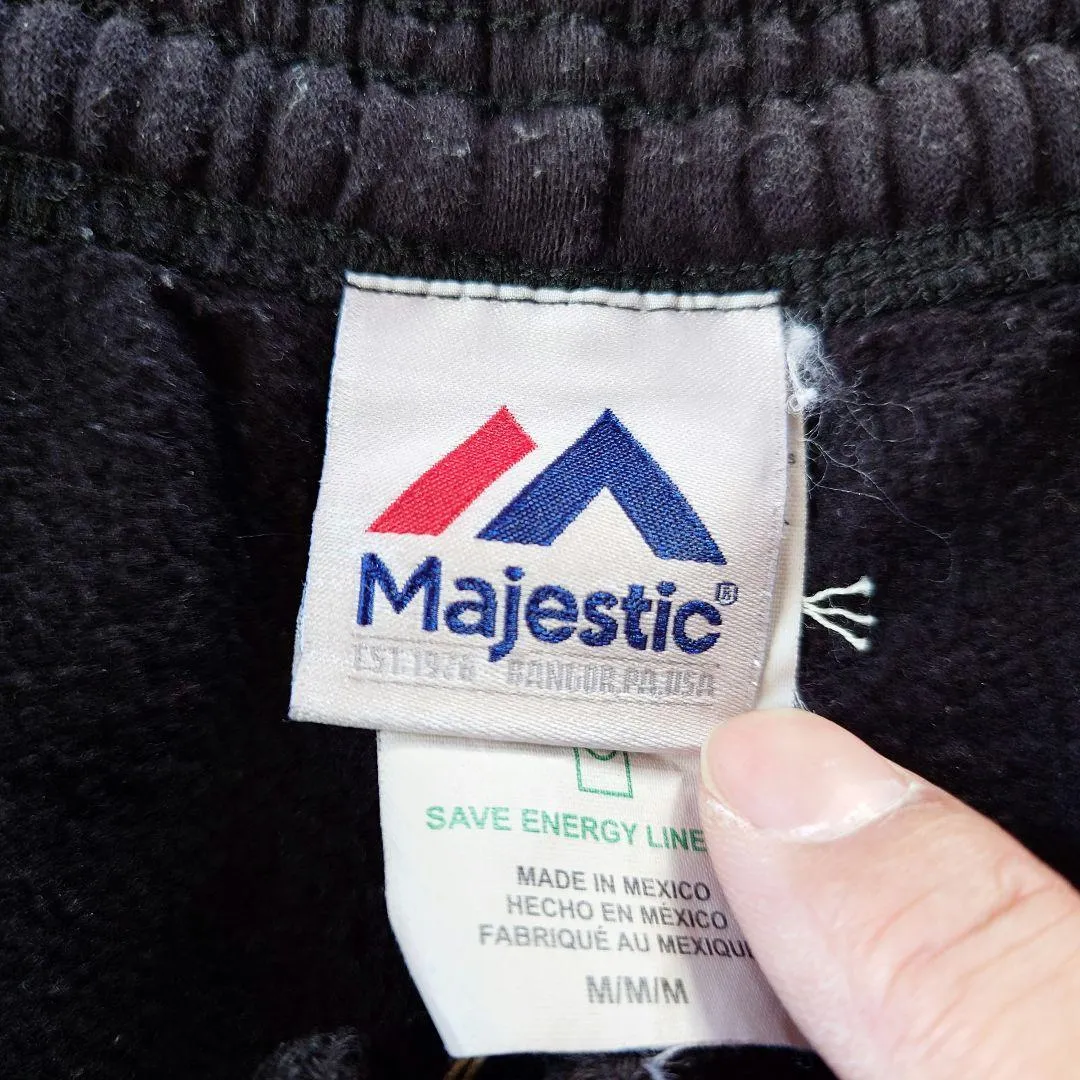 Majestic®
EST. 1976 - BANGOR, PA, USA
SAVE ENERGY LINE
MADE IN MEXICO
HECHO EN MÉXICO
FABRIQUÉ AU MEXIQUE
M/M/M